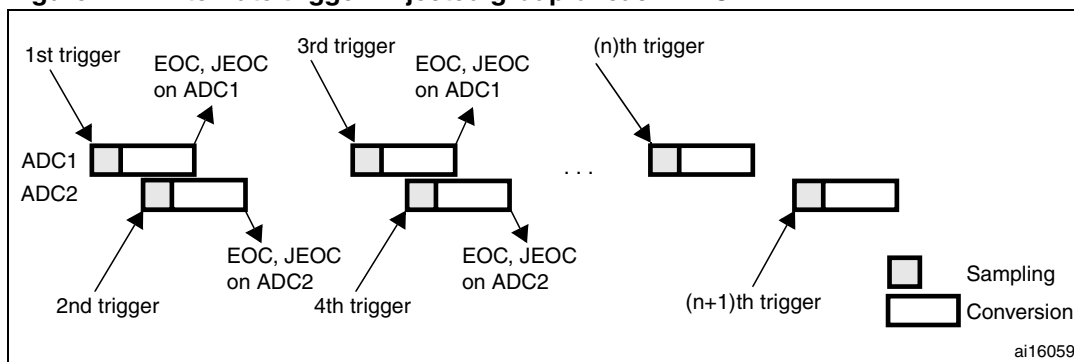 1st trigger
EOC, JEOC
on ADC1
3rd trigger
EOC, JEOC
on ADC1
(n)th trigger
ADC1
ADC2
. . .
EOC, JEOC
on ADC2
2nd trigger
EOC, JEOC
on ADC2
4th trigger
(n+1)th trigger
Sampling
Conversion
ai16059